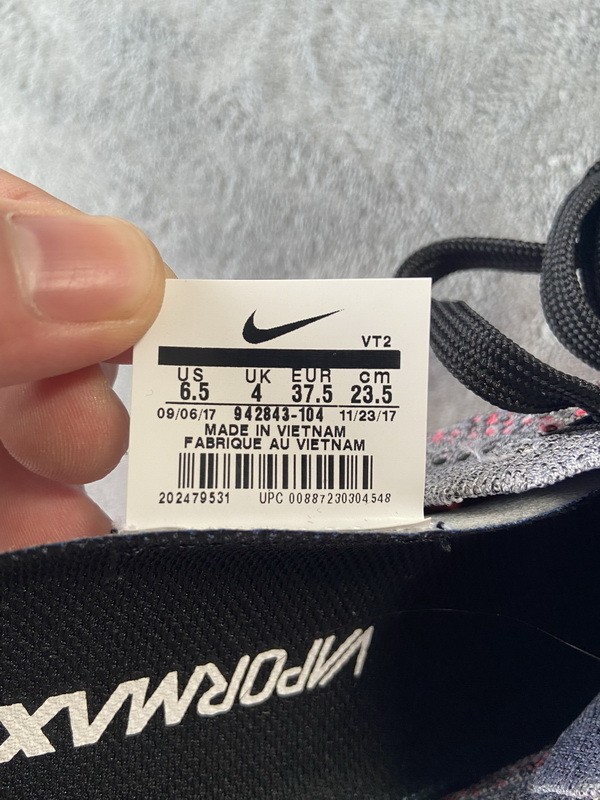 VT2
US UK EUR cm
6.5 4 37.5 23.5
09/06/17 942843-104 11/23/17
MADE IN VIETNAM
FABRIQUE AU VIETNAM
202479531 UPC 00887230304548
VAPORMAX